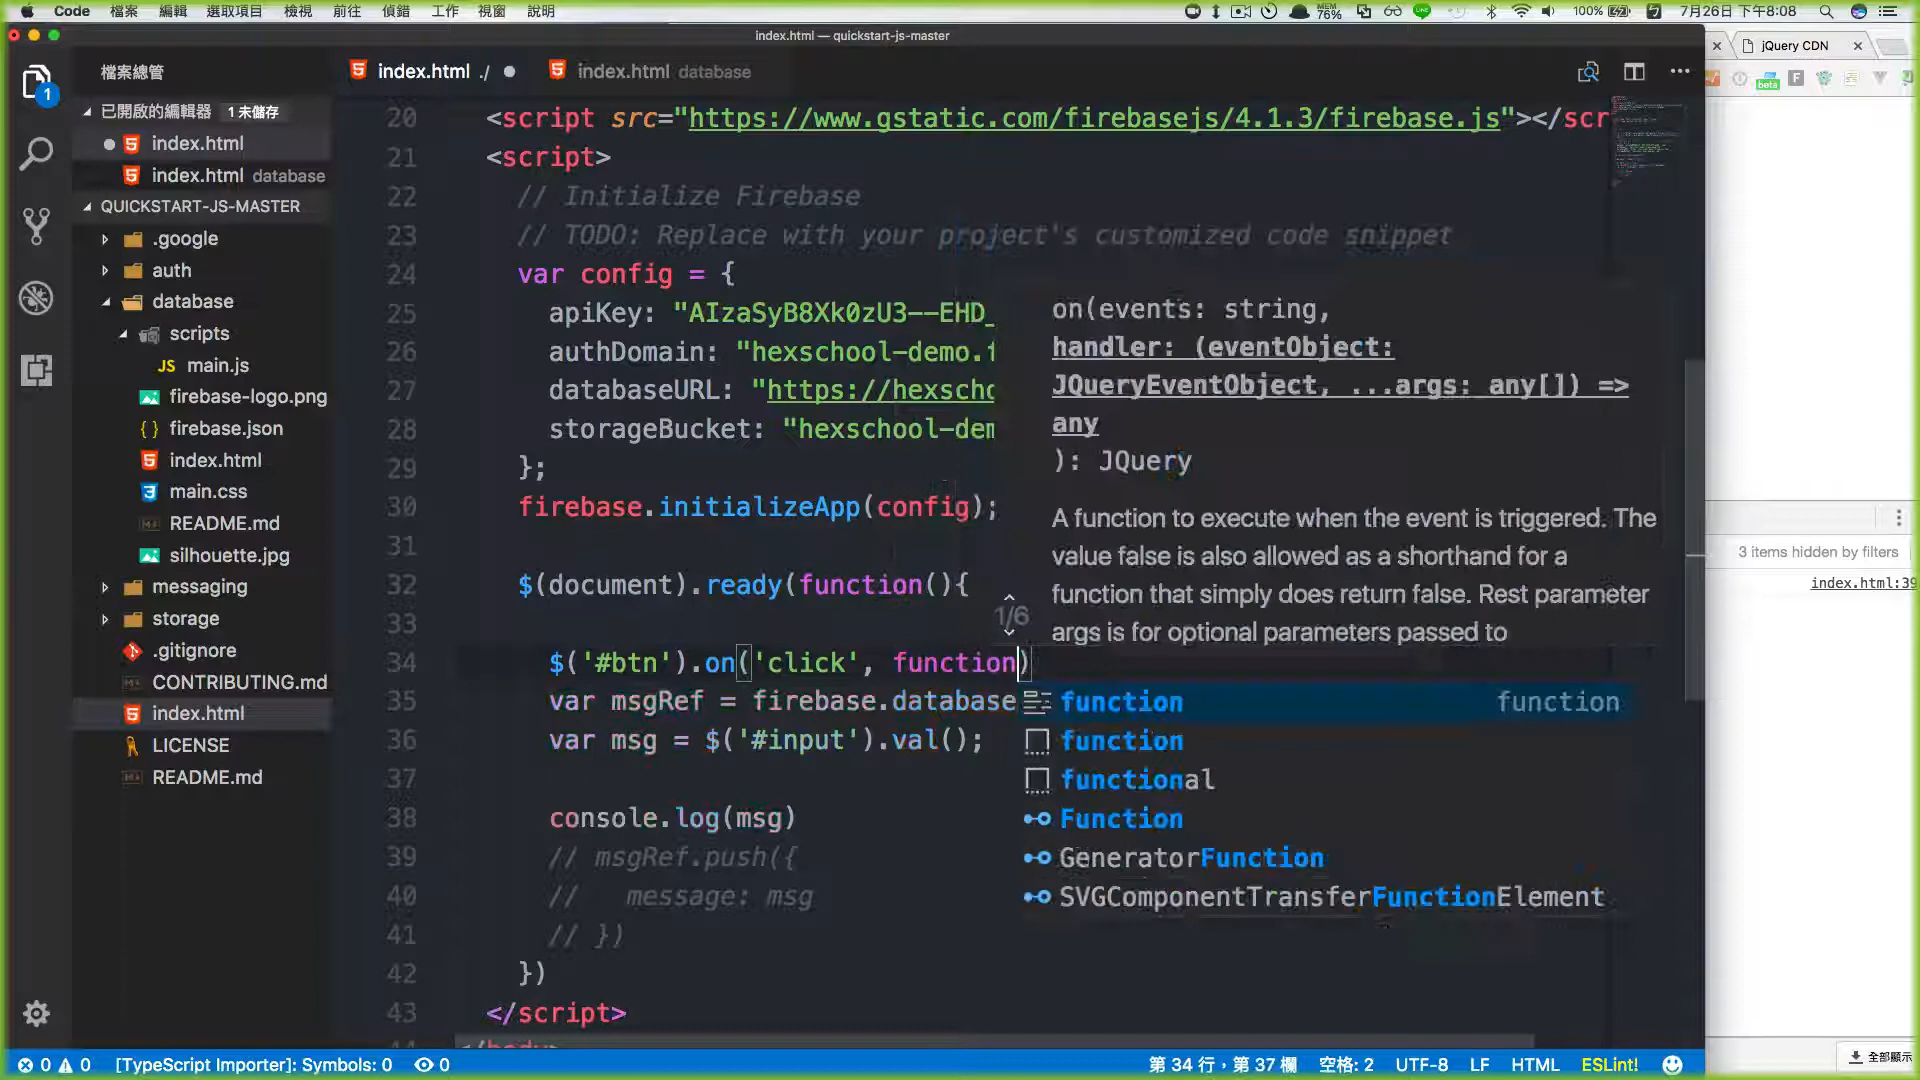 Code 檔案 編輯 選取項目 檢視 前往 偵錯 工作 視窗 說明
MEM 76% 100% 7月26日 下午8:08
index.html — quickstart-js-master
jQuery CDN
檔案總管
index.html ./
index.html database
已開啟的編輯器 1 未儲存
index.html
index.html database
QUICKSTART-JS-MASTER
.google
auth
database
scripts
JS main.js
firebase-logo.png
{ } firebase.json
index.html
main.css
README.md
silhouette.jpg
messaging
storage
.gitignore
CONTRIBUTING.md
index.html
LICENSE
README.md
1
20 <script src="https://www.gstatic.com/firebasejs/4.1.3/firebase.js"></scr
21 <script>
22 // Initialize Firebase
23 // TODO: Replace with your project's customized code snippet
24 var config = {
25 apiKey: "AIzaSyB8Xk0zU3--EHD_
26 authDomain: "hexschool-demo.f
27 databaseURL: "https://hexscho
28 storageBucket: "hexschool-dem
29 };
30 firebase.initializeApp(config);
31
32 $(document).ready(function(){
33
34 $('#btn').on('click', function)
35 var msgRef = firebase.database
36 var msg = $('#input').val();
37
38 console.log(msg)
39 // msgRef.push({
40 // message: msg
41 // })
42 })
43 </script>
on(events: string,
handler: (eventObject:
JQueryEventObject, ...args: any[]) =>
any
): JQuery
1/6
A function to execute when the event is triggered. The
value false is also allowed as a shorthand for a
function that simply does return false. Rest parameter
args is for optional parameters passed to
function function
function
functional
Function
GeneratorFunction
SVGComponentTransferFunctionElement
beta
3 items hidden by filters
index.html:39
全部顯示
0 0 [TypeScript Importer]: Symbols: 0 0
第 34 行，第 37 欄 空格: 2 UTF-8 LF HTML ESLint!